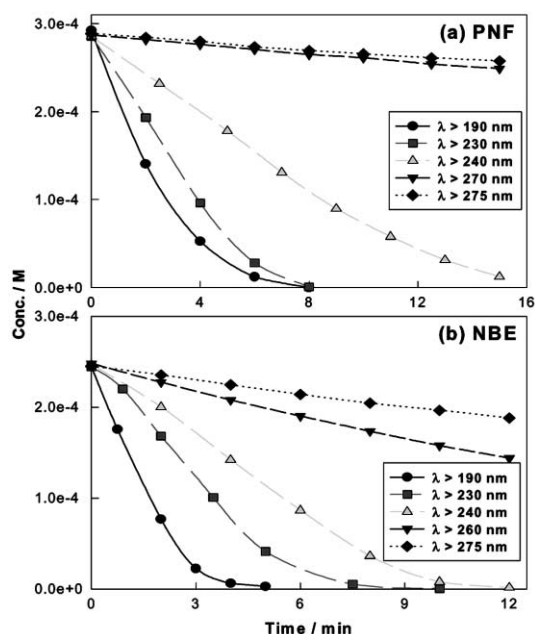 (a) PNF
3.0e-4
2.0e-4
1.0e-4
0.0e+0
λ > 190 nm
λ > 230 nm
λ > 240 nm
λ > 270 nm
λ > 275 nm
0 4 8 12 16
Conc. / M
(b) NBE
3.0e-4
2.0e-4
1.0e-4
0.0e+0
λ > 190 nm
λ > 230 nm
λ > 240 nm
λ > 260 nm
λ > 275 nm
0 3 6 9 12
Time / min